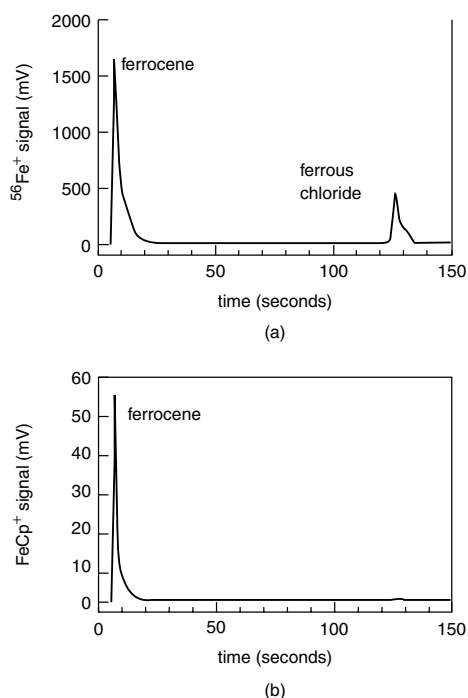 2000
1500
1000
500
0
⁵⁶Fe⁺ signal (mV)
ferrocene
ferrous
chloride
0 50 100 150
time (seconds)
(a)
60
50
40
30
20
10
0
FeCp⁺ signal (mV)
ferrocene
0 50 100 150
time (seconds)
(b)